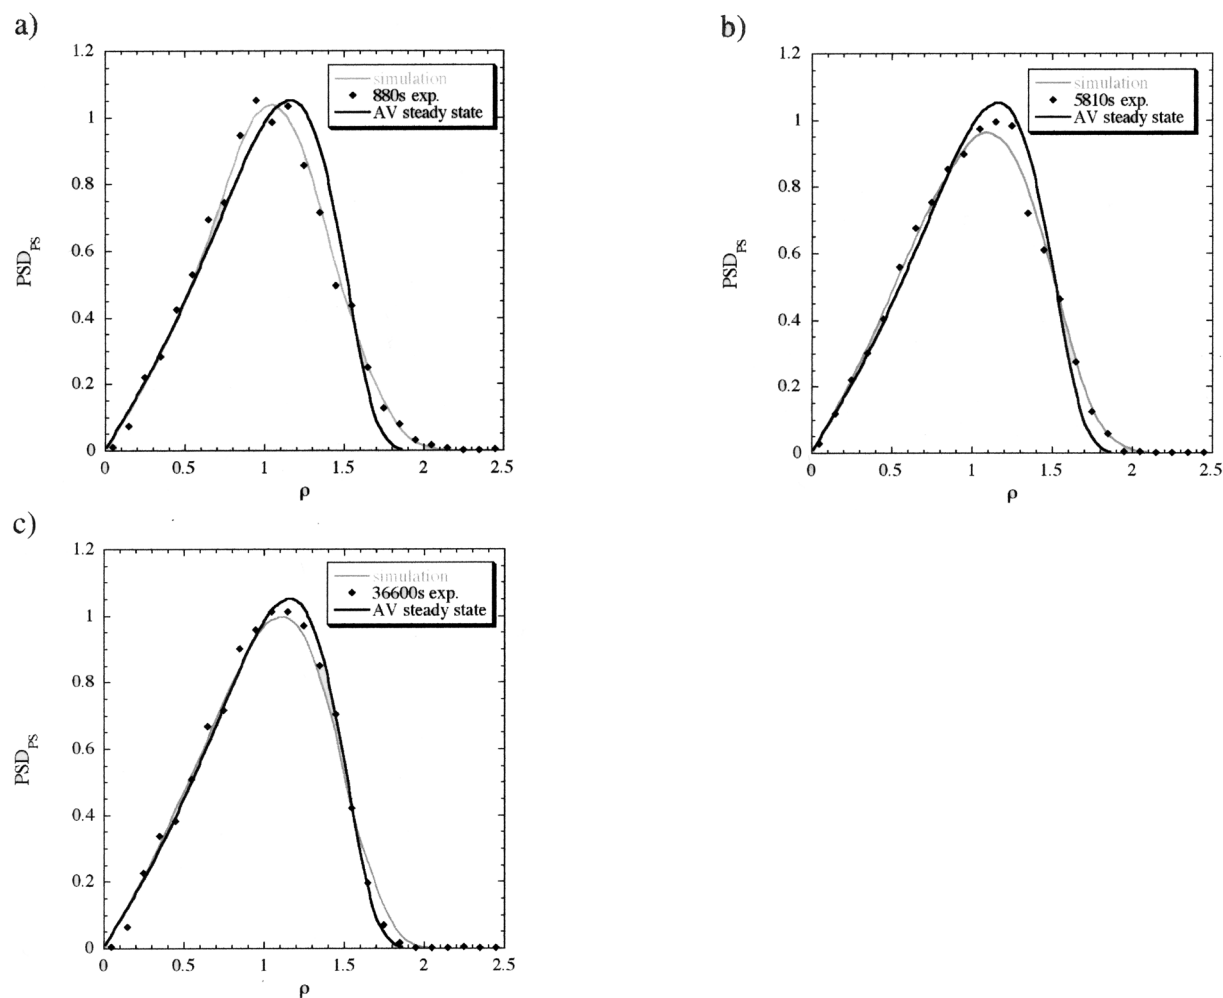 a)
1.2
1
0.8
0.6
0.4
0.2
0
PSD_PS
simulation
880s exp.
AV steady state
0 0.5 1 1.5 2 2.5
ρ
b)
1.2
1
0.8
0.6
0.4
0.2
0
PSD_PS
simulation
5810s exp.
AV steady state
0 0.5 1 1.5 2 2.5
ρ
c)
1.2
1
0.8
0.6
0.4
0.2
0
PSD_PS
simulation
36600s exp.
AV steady state
0 0.5 1 1.5 2 2.5
ρ